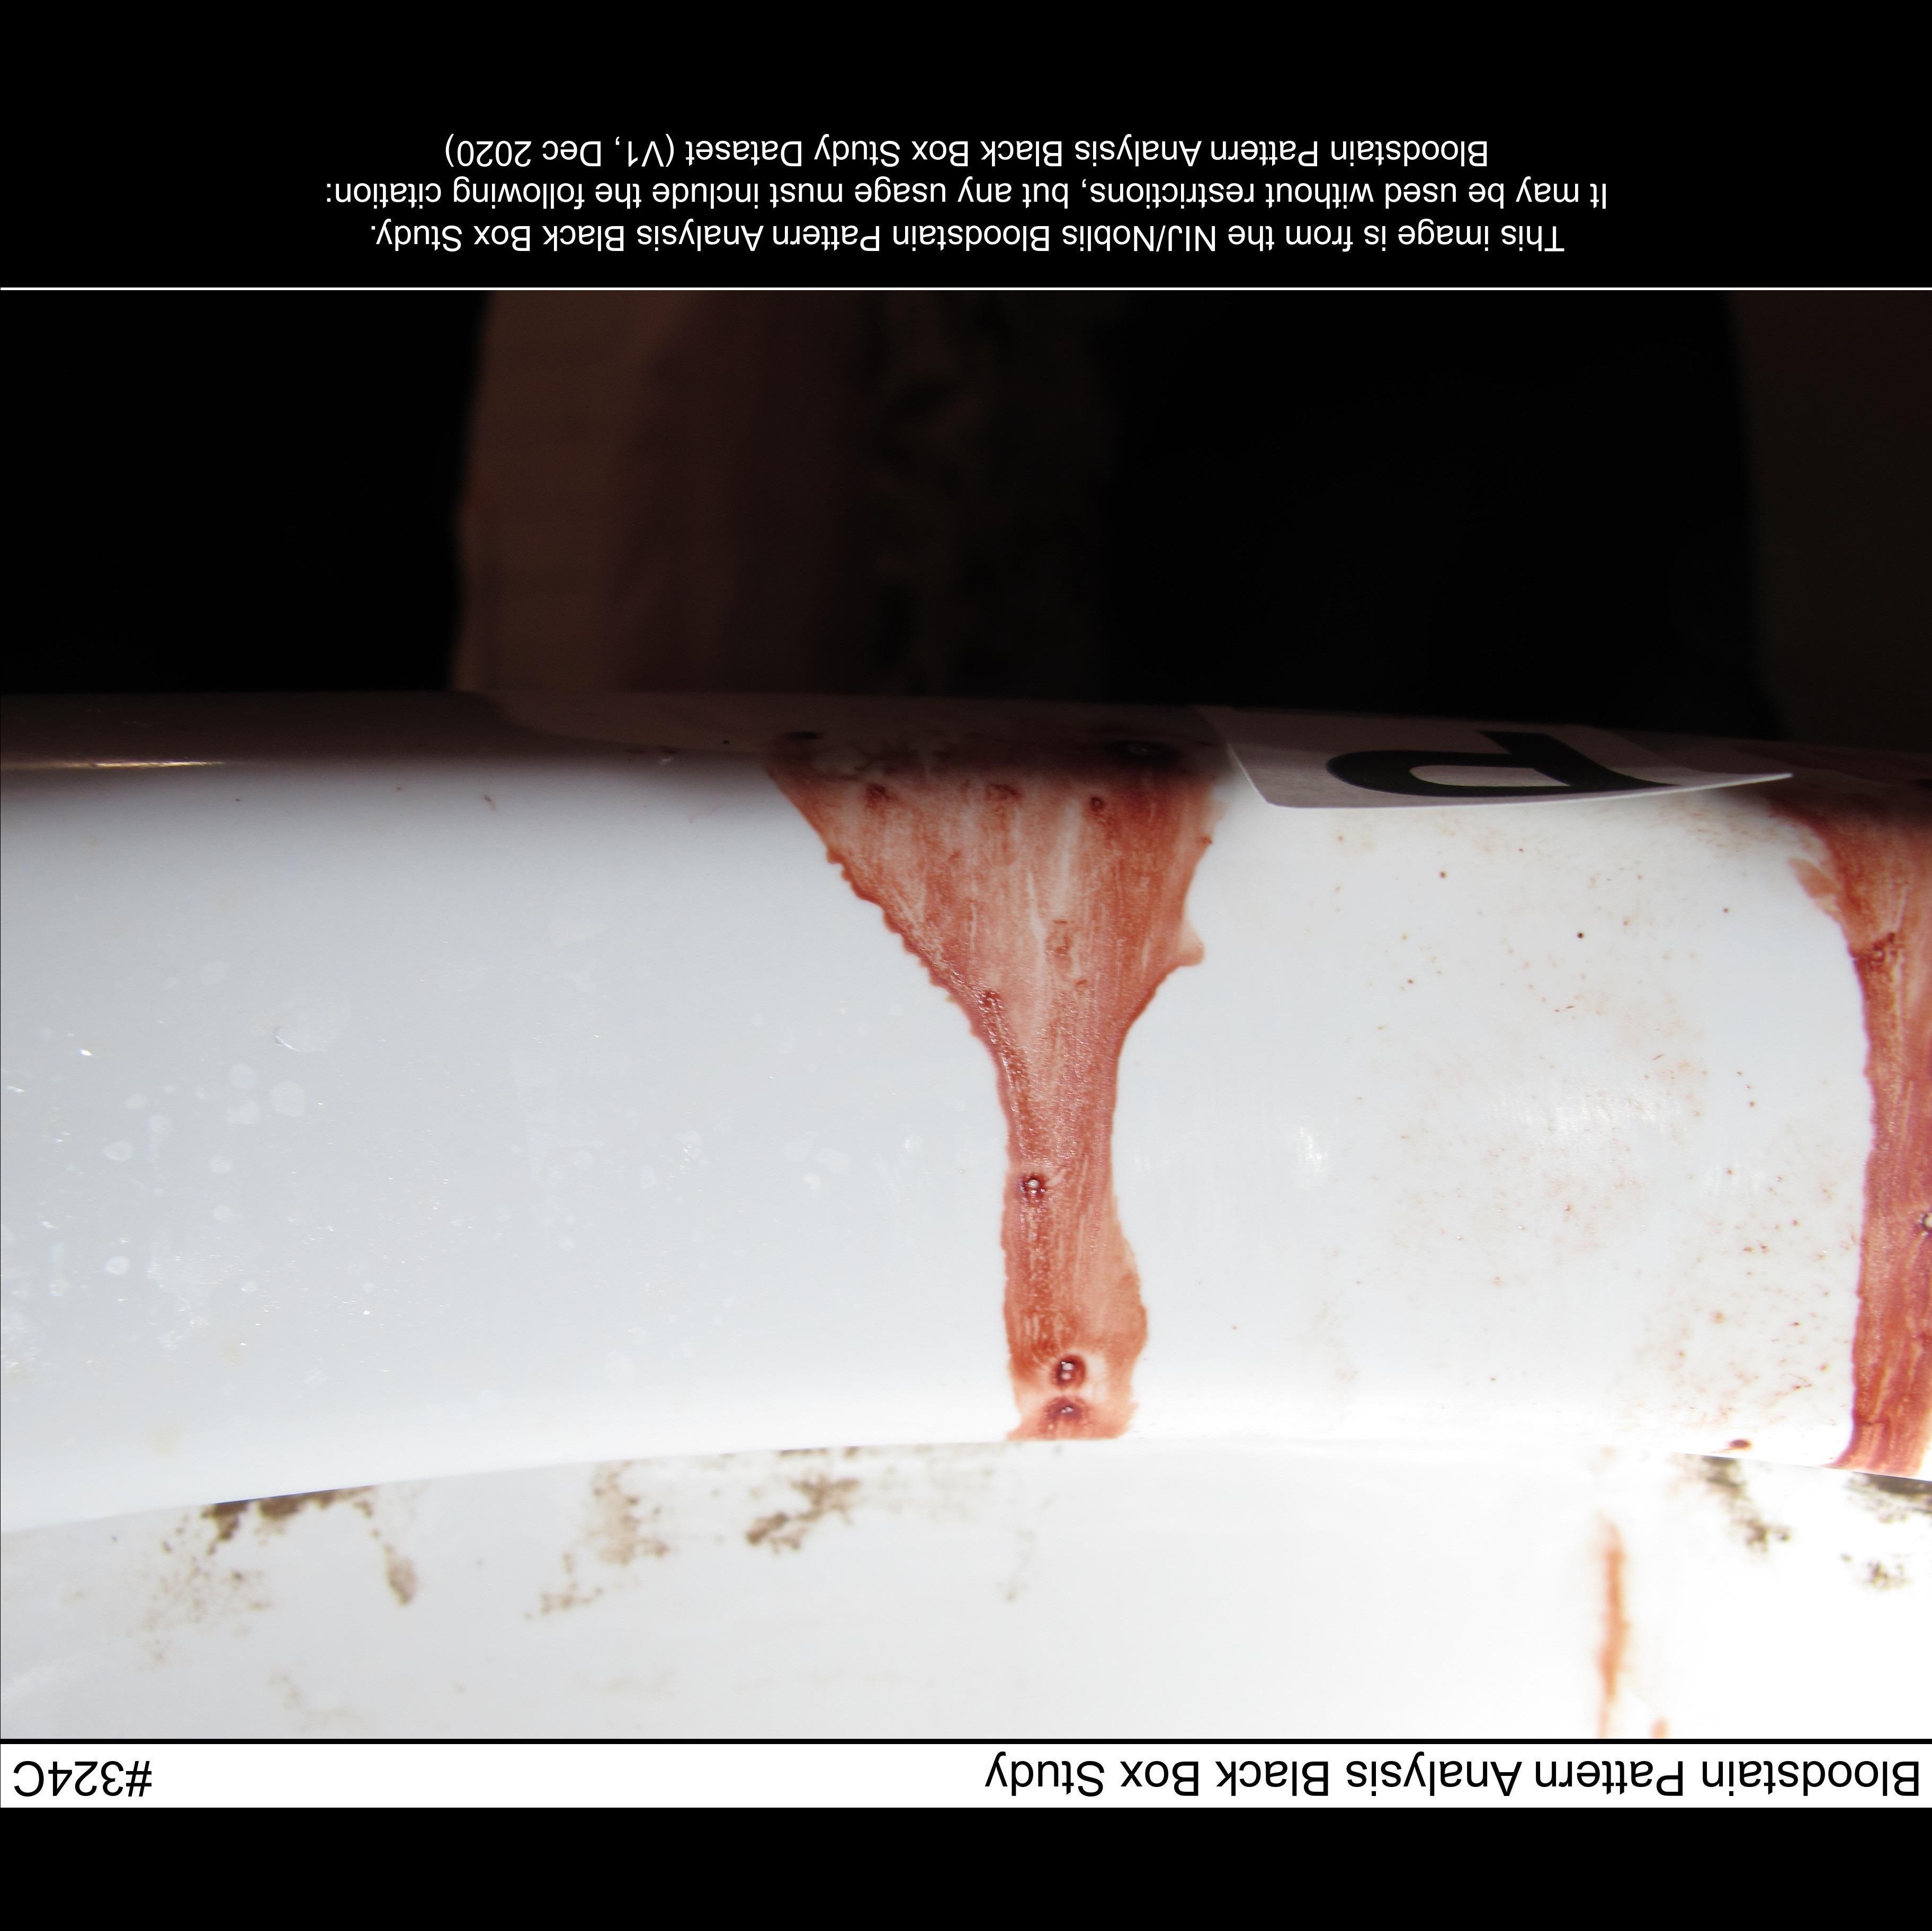 Bloodstain Pattern Analysis Black Box Study
#324C
P
This image is from the NIJ/Noblis Bloodstain Pattern Analysis Black Box Study.
It may be used without restrictions, but any usage must include the following citation:
Bloodstain Pattern Analysis Black Box Study Dataset (V1, Dec 2020)